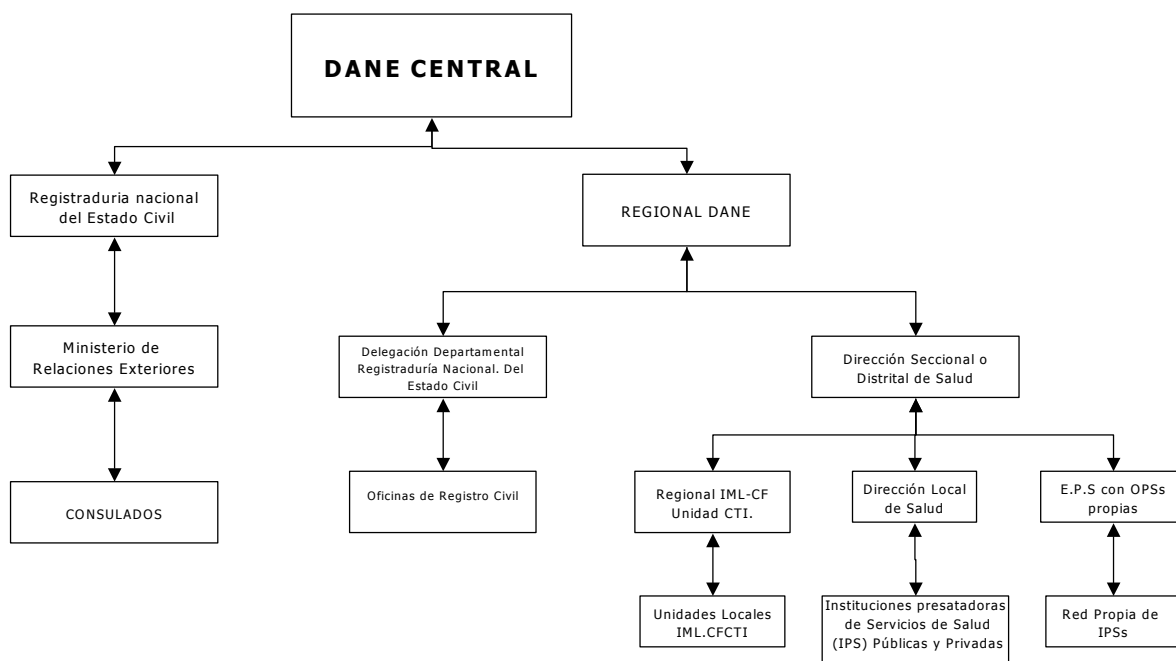 DANE CENTRAL
Registraduria nacional
del Estado Civil
REGIONAL DANE
Ministerio de
Relaciones Exteriores
Delegación Departamental
Registraduría Nacional. Del
Estado Civil
Dirección Seccional o
Distrital de Salud
CONSULADOS
Oficinas de Registro Civil
Regional IML-CF
Unidad CTI.
Dirección Local
de Salud
E.P.S con OPSs
propias
Unidades Locales
IML.CFCTI
Instituciones presatadoras
de Servicios de Salud
(IPS) Públicas y Privadas
Red Propia de
IPSs